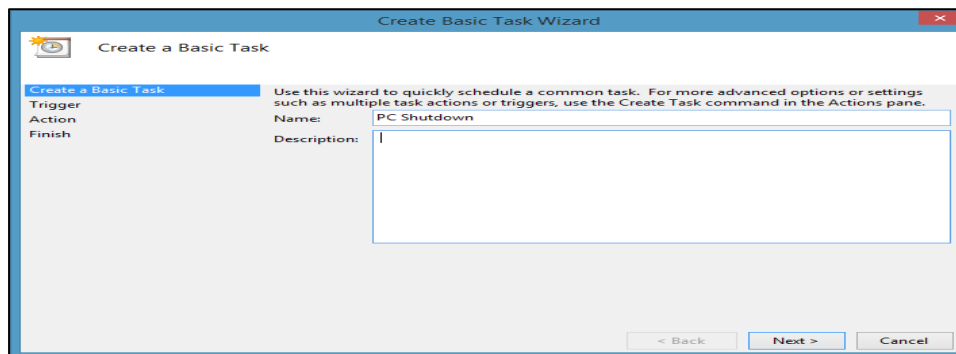 Create Basic Task Wizard
Create a Basic Task
Create a Basic Task
Trigger
Action
Finish
Use this wizard to quickly schedule a common task. For more advanced options or settings
such as multiple task actions or triggers, use the Create Task command in the Actions pane.
Name: PC Shutdown
Description:
< Back Next > Cancel